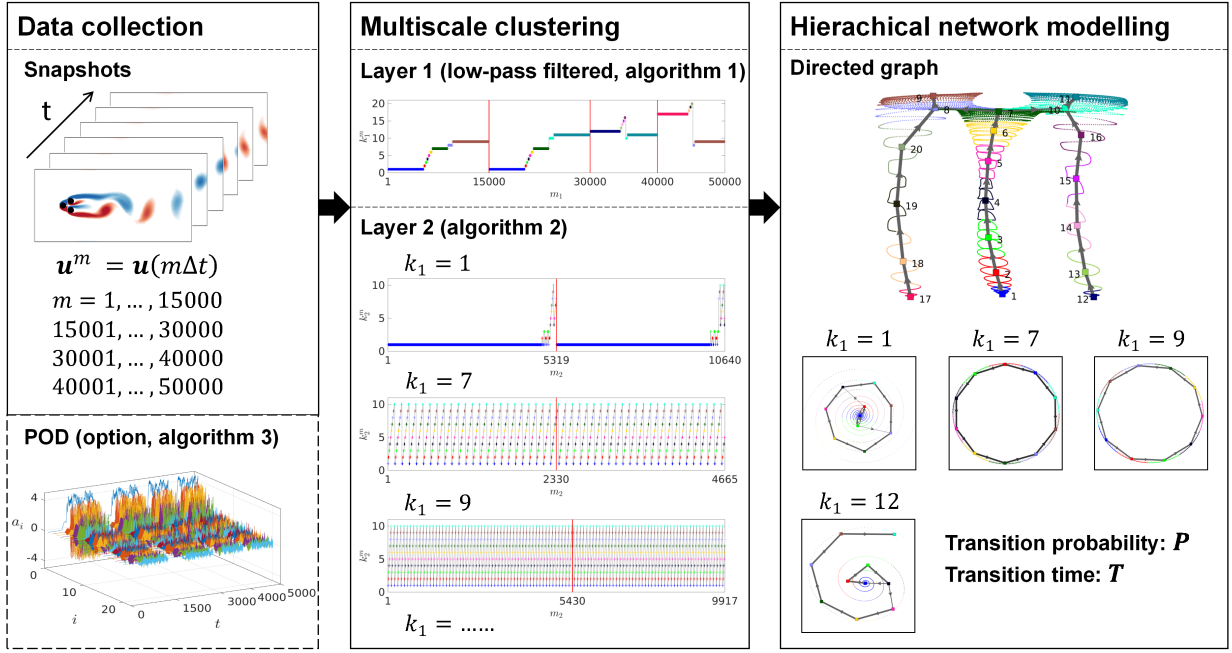 Data collection
Snapshots
t
u^m = u(mΔt)
m = 1, … , 15000
15001, … , 30000
30001, … , 40000
40001, … , 50000
POD (option, algorithm 3)
4
0
-4
a_i
0
10
20
i
0
1500
3000
4000
5000
t
Multiscale clustering
Layer 1 (low-pass filtered, algorithm 1)
k_1^m
20
15
10
5
0
1
15000
30000
40000
50000
m_1
Layer 2 (algorithm 2)
k_1 = 1
k_2^m
10
5
0
1
5319
10640
m_2
k_1 = 7
k_2^m
10
5
0
1
2330
4665
m_2
k_1 = 9
k_2^m
10
5
0
1
5430
9917
m_2
k_1 = ……
Hierachical network modelling
Directed graph
9
8
7
11
10
6
16
20
5
15
19
4
14
3
18
2
13
17
1
12
k_1 = 1
k_1 = 7
k_1 = 9
k_1 = 12
Transition probability: P
Transition time: T